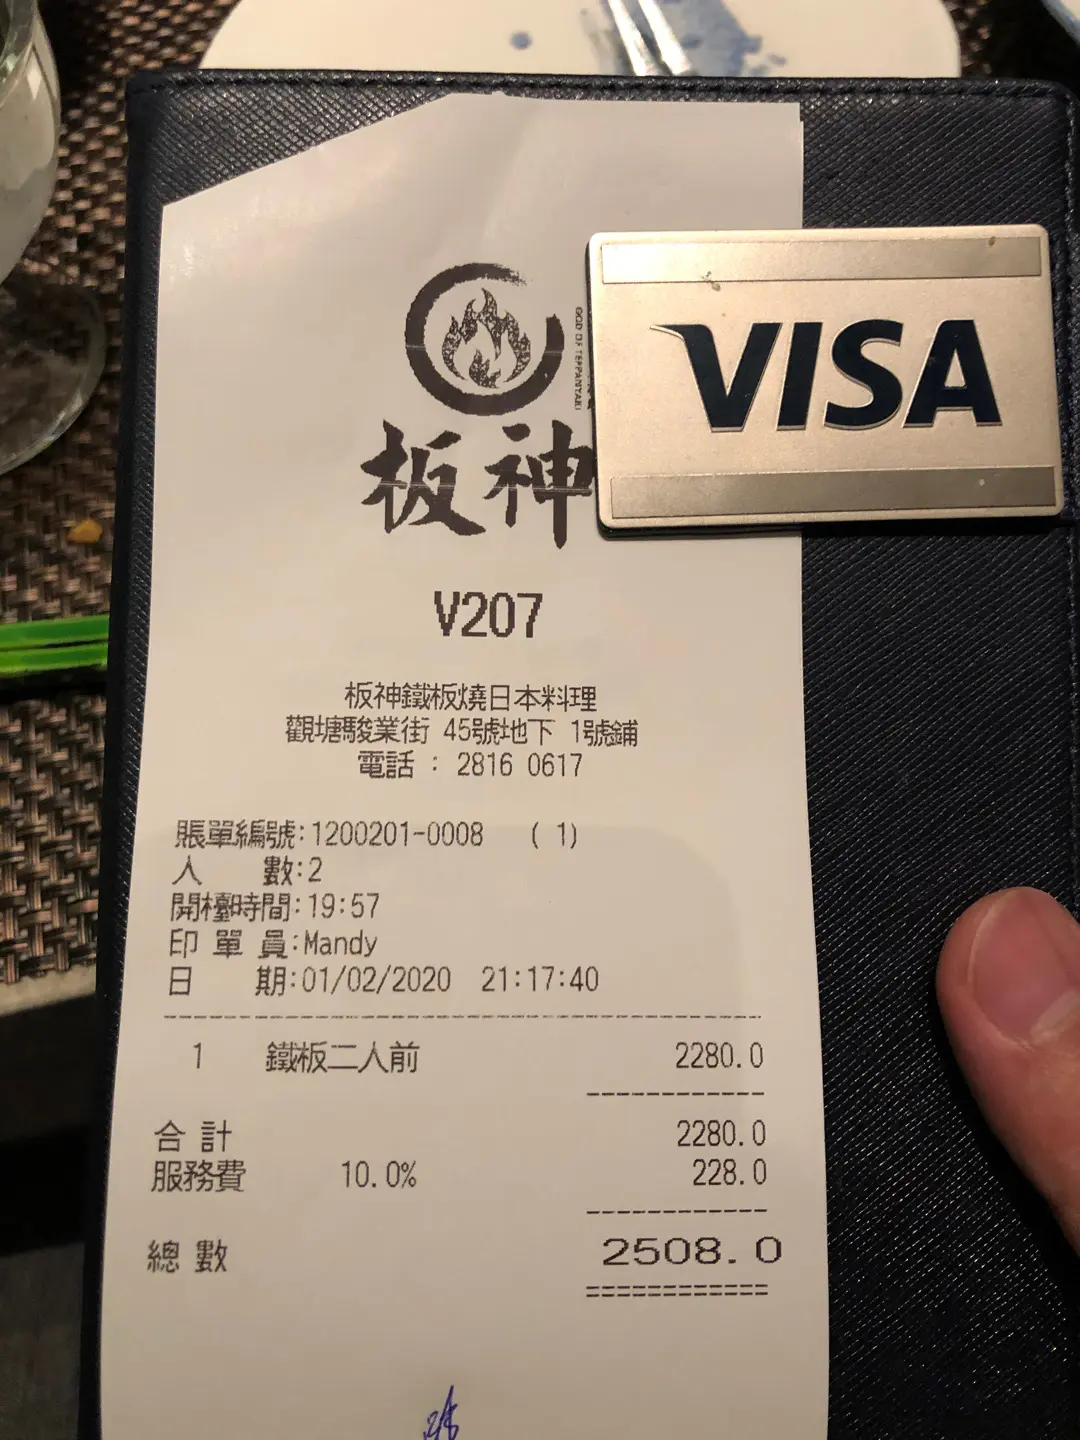 GOD OF TEPPANYAKI
板神
VISA
V207
板神鐵板燒日本料理
觀塘駿業街 45號地下 1號鋪
電話 : 2816 0617
賬單編號:1200201-0008 ( 1)
人 數:2
開檯時間:19:57
印 單 員:Mandy
日 期:01/02/2020 21:17:40
1 鐵板二人前 2280.0
合 計 2280.0
服務費 10.0% 228.0
總 數 2508.0